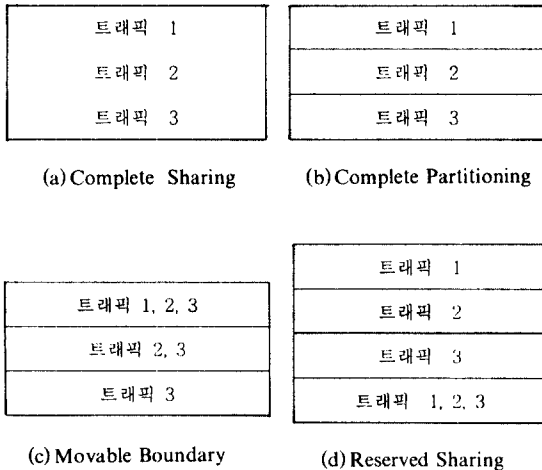 트래픽 1
트래픽 2
트래픽 3
(a) Complete Sharing
트래픽 1
트래픽 2
트래픽 3
(b) Complete Partitioning
트래픽 1, 2, 3
트래픽 2, 3
트래픽 3
(c) Movable Boundary
트래픽 1
트래픽 2
트래픽 3
트래픽 1, 2, 3
(d) Reserved Sharing